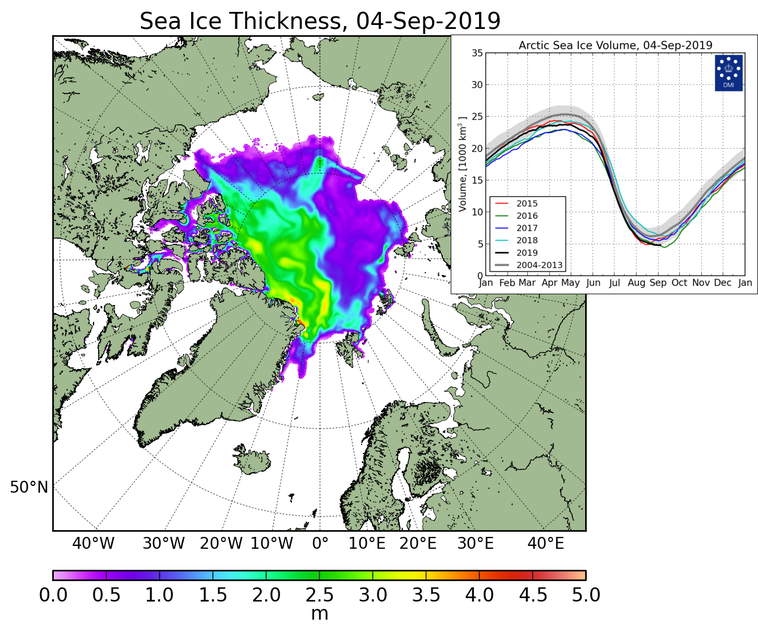 Sea Ice Thickness, 04-Sep-2019
Arctic Sea Ice Volume, 04-Sep-2019
Volume, [1000 km³]
35
30
25
20
15
10
5
0
DMI
2015
2016
2017
2018
2019
2004-2013
Jan Feb Mar Apr May Jun Jul Aug Sep Oct Nov Dec Jan
50°N
40°W 30°W 20°W 10°W 0° 10°E 20°E 30°E 40°E
0.0 0.5 1.0 1.5 2.0 2.5 3.0 3.5 4.0 4.5 5.0
m